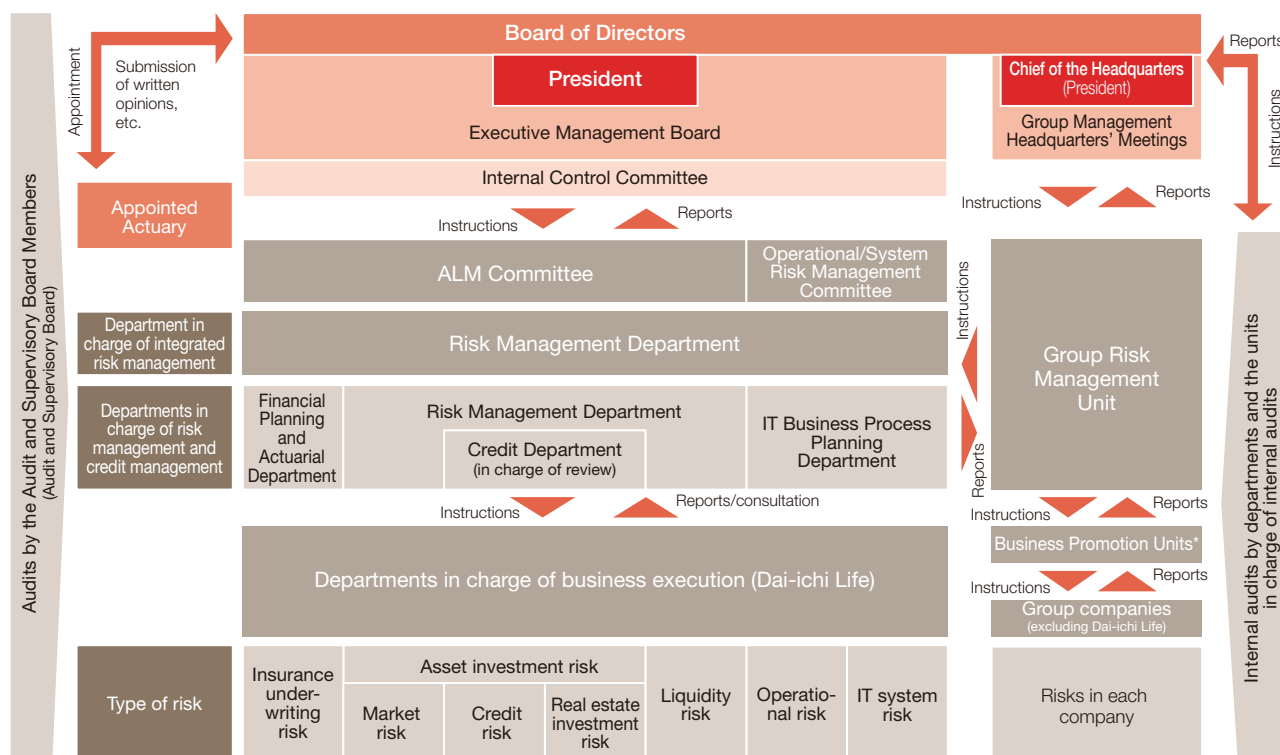 Board of Directors
President
Executive Management Board
Internal Control Committee
Chief of the Headquarters
(President)
Group Management
Headquarters' Meetings
Appointment
Submission
of written
opinions,
etc.
Reports
Instructions
Audits by the Audit and Supervisory Board Members
(Audit and Supervisory Board)
Appointed
Actuary
Instructions
Reports
Instructions
Reports
ALM Committee
Operational/System
Risk Management
Committee
Department in
charge of integrated
risk management
Risk Management Department
Instructions
Group Risk
Management
Unit
Departments in
charge of risk
management and
credit management
Financial
Planning
and
Actuarial
Department
Risk Management Department
Credit Department
(in charge of review)
IT Business Process
Planning
Department
Reports
Instructions
Reports/consultation
Instructions
Reports
Business Promotion Units*
Departments in charge of business execution (Dai-ichi Life)
Instructions
Reports
Group companies
(excluding Dai-ichi Life)
Internal audits by departments and the units
in charge of internal audits
Type of risk
Insurance
under-
writing
risk
Asset investment risk
Market
risk
Credit
risk
Real estate
investment
risk
Liquidity
risk
Operatio-
nal risk
IT system
risk
Risks in each
company